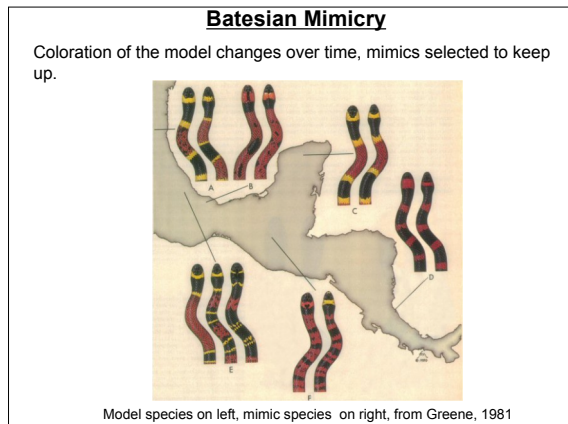 Batesian Mimicry
Coloration of the model changes over time, mimics selected to keep
up.
A
B
C
D
E
F
Model species on left, mimic species on right, from Greene, 1981